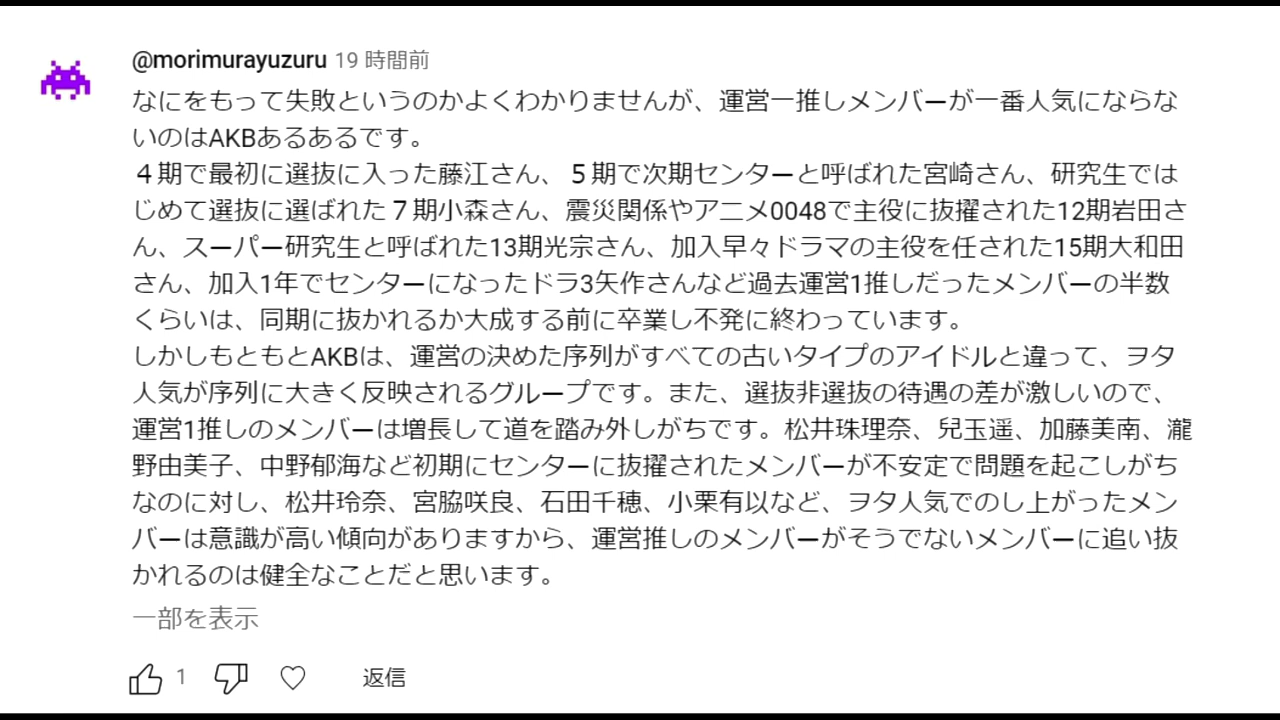 @morimurayuzuru 19 時間前
なにをもって失敗というのかよくわかりませんが、運営一推しメンバーが一番人気にならな
いのはAKBあるあるです。
４期で最初に選抜に入った藤江さん、５期で次期センターと呼ばれた宮崎さん、研究生では
じめて選抜に選ばれた７期小森さん、震災関係やアニメ0048で主役に抜擢された12期岩田さ
ん、スーパー研究生と呼ばれた13期光宗さん、加入早々ドラマの主役を任された15期大和田
さん、加入1年でセンターになったドラ3矢作さんなど過去運営1推しだったメンバーの半数
くらいは、同期に抜かれるか大成する前に卒業し不発に終わっています。
しかしもともとAKBは、運営の決めた序列がすべての古いタイプのアイドルと違って、ヲタ
人気が序列に大きく反映されるグループです。また、選抜非選抜の待遇の差が激しいので、
運営1推しのメンバーは増長して道を踏み外しがちです。松井珠理奈、兒玉遥、加藤美南、瀧
野由美子、中野郁海など初期にセンターに抜擢されたメンバーが不安定で問題を起こしがち
なのに対し、松井玲奈、宮脇咲良、石田千穂、小栗有以など、ヲタ人気でのし上がったメン
バーは意識が高い傾向がありますから、運営推しのメンバーがそうでないメンバーに追い抜
かれるのは健全なことだと思います。
一部を表示
1 返信